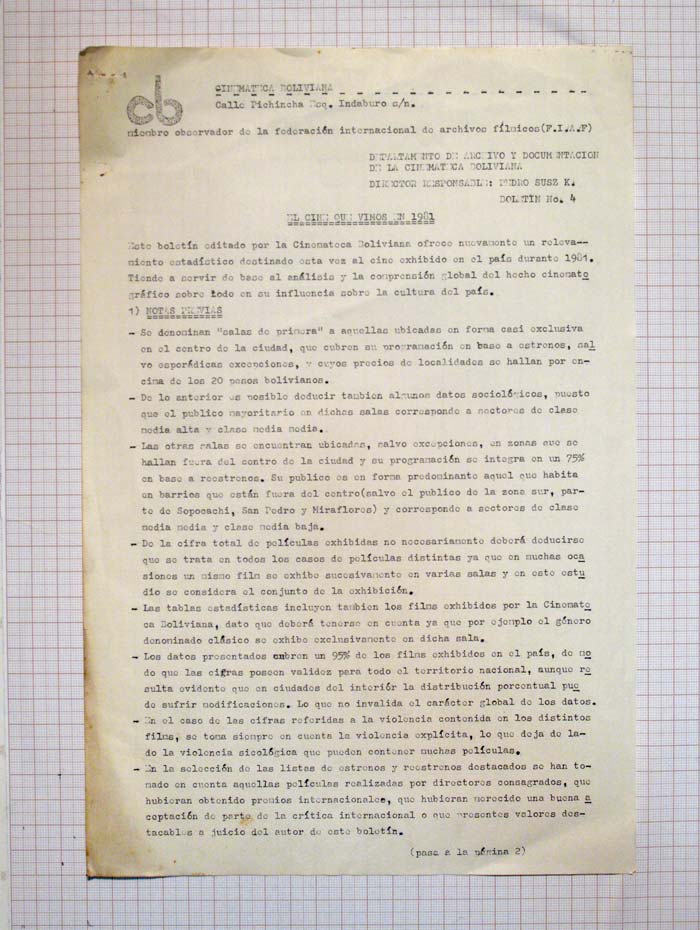 cb
CINEMATECA BOLIVIANA
Calle Pichincha Esq. Indaburo s/n.
miembro observador de la federación internacional de archivos fílmicos(F.I.A.F)
DEPARTAMENTO DE ARCHIVO Y DOCUMENTACION
DE LA CINEMATECA BOLIVIANA
DIRECTOR RESPONSABLE: PEDRO SUSZ K.
BOLETIN No. 4
EL CINE QUE VIMOS EN 1981
Este boletín editado por la Cinemateca Boliviana ofrece nuevamente un releva--
miento estadístico destinado esta vez al cine exhibido en el país durante 1981.
Tiende a servir de base al análisis y la comprensión global del hecho cinemato
gráfico sobre todo en su influencia sobre la cultura del país.
1) NOTAS PREVIAS
- Se denominan "salas de primera" a aquellas ubicadas en forma casi exclusiva
en el centro de la ciudad, que cubren su programación en base a estrenos, sal
vo esporádicas excepciones, y cuyos precios de localidades se hallan por en-
cima de los 20 pesos bolivianos.
- De lo anterior es posible deducir tambien algunos datos sociológicos, puesto
que el publico mayoritario en dichas salas corresponde a sectores de clase
media alta y clase media media.
- Las otras salas se encuentran ubicadas, salvo excepciones, en zonas que se
hallan fuera del centro de la ciudad y su programación se integra en un 75%
en base a reestrenos. Su publico es en forma predominante aquel que habita
en barrios que están fuera del centro(salvo el publico de la zona sur, par-
te de Sopocachi, San Pedro y Miraflores) y corresponde a sectores de clase
media media y clase media baja.
- De la cifra total de películas exhibidas no necesariamente deberá deducirse
que se trata en todos los casos de películas distintas ya que en muchas oca
siones un mismo film se exhibe sucesivamente en varias salas y en este estu
dio se considera el conjunto de la exhibición.
- Las tablas estadísticas incluyen tambien los films exhibidos por la Cinemate
ca Boliviana, dato que deberá tenerse en cuenta ya que por ejemplo el género
denominado clásico se exhibe exclusivamente en dicha sala.
- Los datos presentados cubren un 95% de los films exhibidos en el país, de mo
do que las cifras poseen validez para todo el territorio nacional, aunque re
sulta evidente que en ciudades del interiór la distribución porcentual pue
de sufrir modificaciones. Lo que no invalida el carácter global de los datos.
- En el caso de las cifras referidas a la violencia contenida en los distintos
films, se toma siempre en cuenta la violencia explícita, lo que deja de la-
do la violencia sicológica que pueden contener muchas películas.
- En la selección de las listas de estrenos y reestrenos destacados se han to-
mado en cuenta aquellas películas realizadas por directores consagrados, que
hubieran obtenido premios internacionales, que hubieran merecido una buena a
ceptación de parte de la crítica internacional o que presentes valores des-
tacables a juicio del autor de este boletín.
(pasa a la página 2)